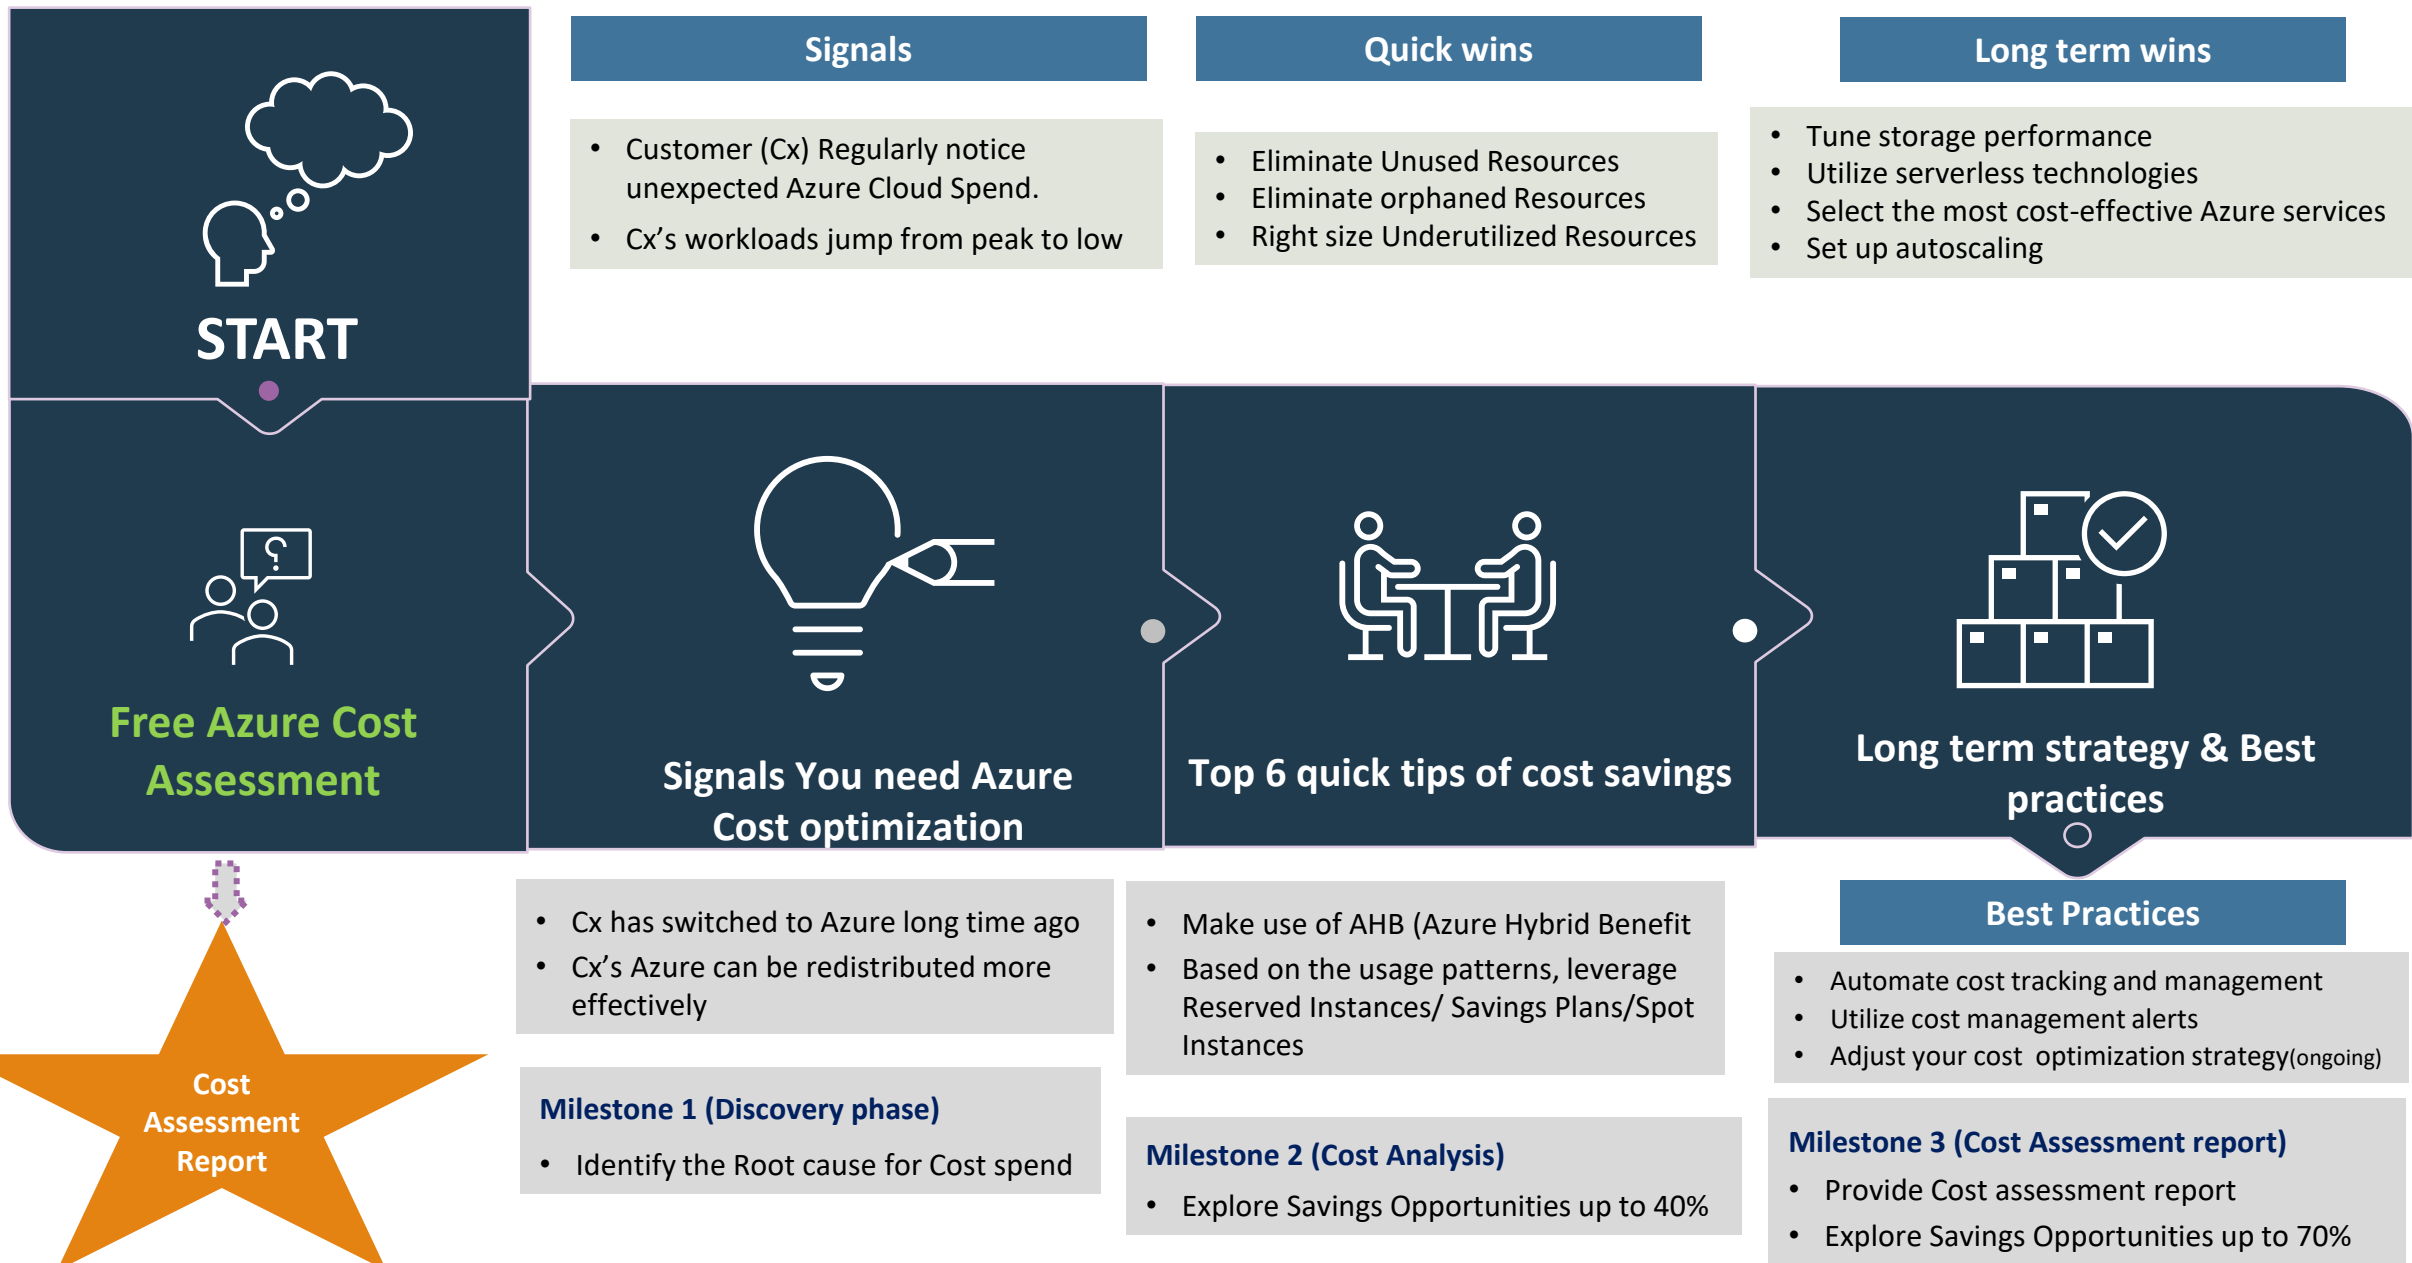 START
Signals
• Customer (Cx) Regularly notice
unexpected Azure Cloud Spend.
• Cx’s workloads jump from peak to low
Quick wins
• Eliminate Unused Resources
• Eliminate orphaned Resources
• Right size Underutilized Resources
Long term wins
• Tune storage performance
• Utilize serverless technologies
• Select the most cost-effective Azure services
• Set up autoscaling
?
Free Azure Cost
Assessment
Signals You need Azure
Cost optimization
Top 6 quick tips of cost savings
Long term strategy & Best
practices
Cost
Assessment
Report
• Cx has switched to Azure long time ago
• Cx’s Azure can be redistributed more
effectively
Milestone 1 (Discovery phase)
• Identify the Root cause for Cost spend
• Make use of AHB (Azure Hybrid Benefit
• Based on the usage patterns, leverage
Reserved Instances/ Savings Plans/Spot
Instances
Milestone 2 (Cost Analysis)
• Explore Savings Opportunities up to 40%
Best Practices
• Automate cost tracking and management
• Utilize cost management alerts
• Adjust your cost  optimization strategy(ongoing)
Milestone 3 (Cost Assessment report)
• Provide Cost assessment report
• Explore Savings Opportunities up to 70%